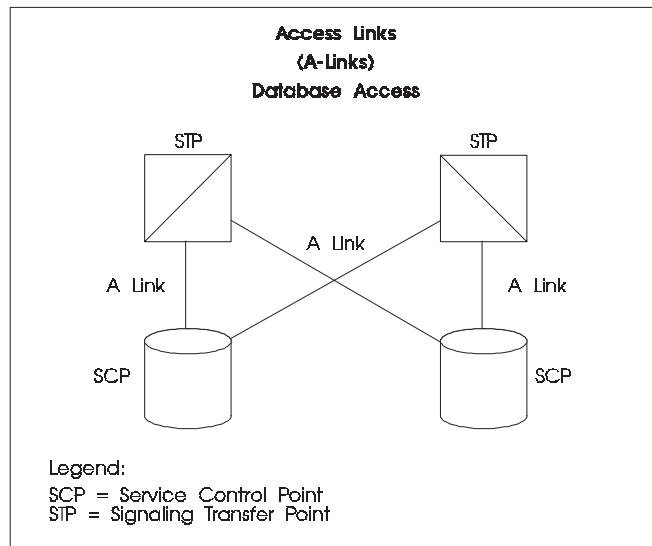 Access Links
(A-Links)
Database Access
STP
STP
A Link
A Link
A Link
SCP
SCP
Legend:
SCP = Service Control Point
STP = Signaling Transfer Point